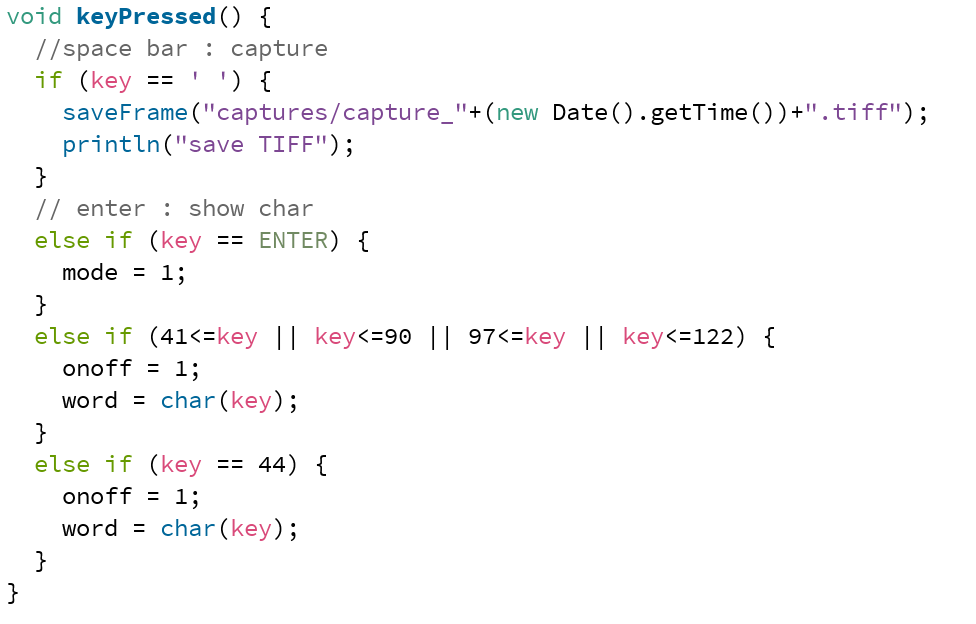 void keyPressed() {
  //space bar : capture
  if (key == ' ') {
    saveFrame("captures/capture_"+(new Date().getTime())+".tiff");
    println("save TIFF");
  }
  // enter : show char
  else if (key == ENTER) {
    mode = 1;
  }
  else if (41<=key || key<=90 || 97<=key || key<=122) {
    onoff = 1;
    word = char(key);
  }
  else if (key == 44) {
    onoff = 1;
    word = char(key);
  }
}